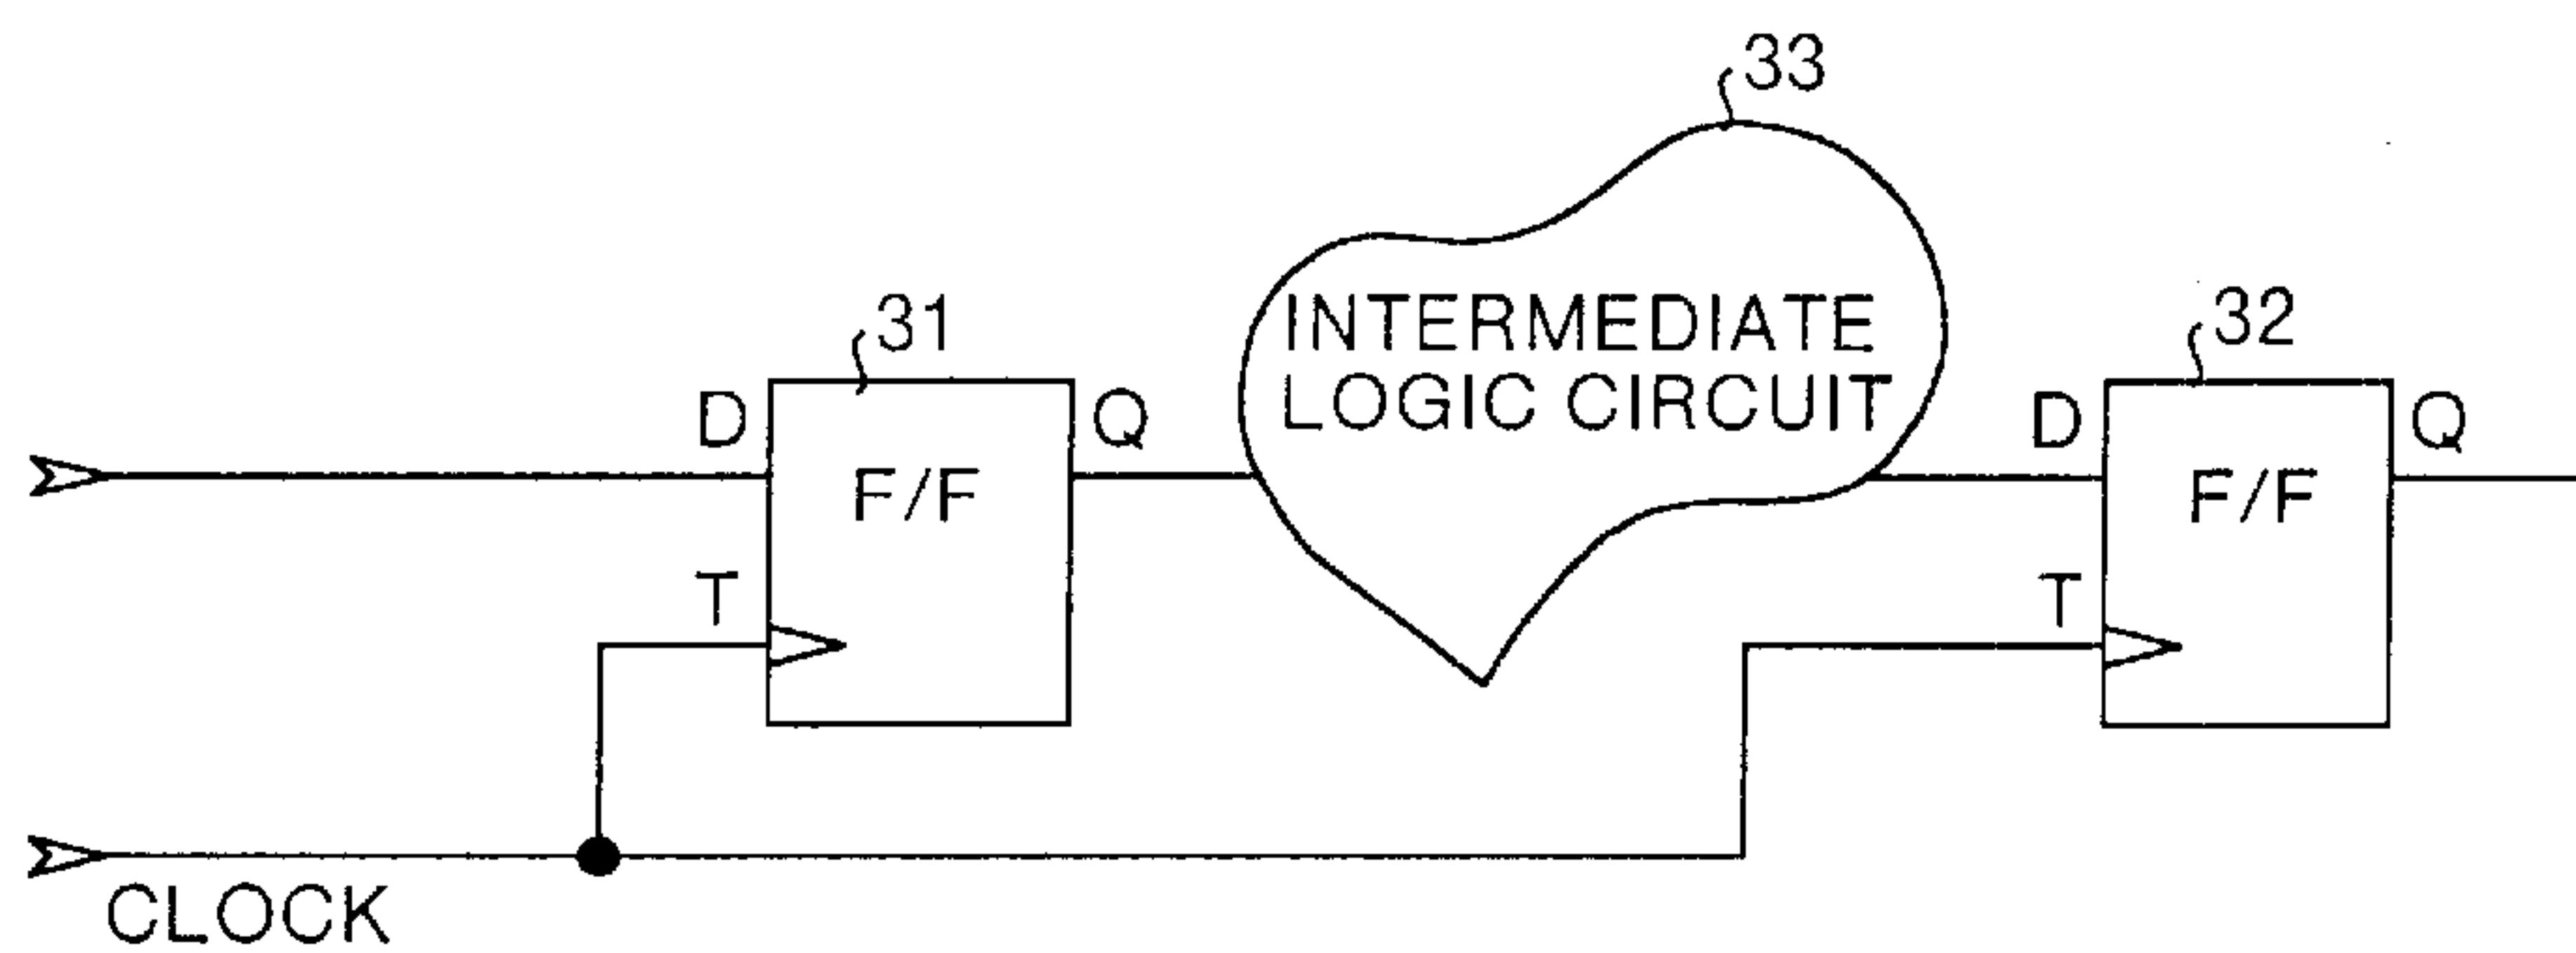 33
31
INTERMEDIATE
LOGIC CIRCUIT
32
D
Q
D
Q
F/F
F/F
T
T
CLOCK